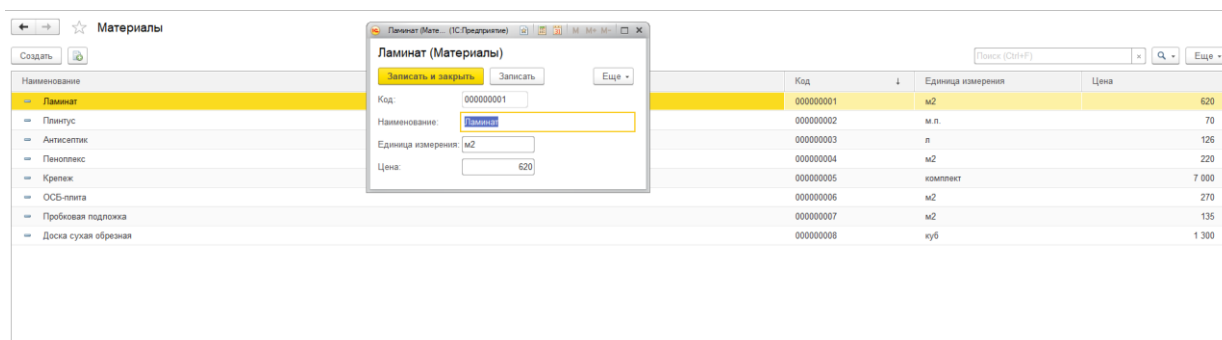 Материалы
Создать
Поиск (Ctrl+F)
×
Еще
Наименование Код ↓ Единица измерения Цена
Ламинат 000000001 м2 620
Плинтус 000000002 м.п. 70
Антисептик 000000003 л 126
Пеноплекс 000000004 м2 220
Крепеж 000000005 комплект 7 000
ОСБ-плита 000000006 м2 270
Пробковая подложка 000000007 м2 135
Доска сухая обрезная 000000008 куб 1 300
Ламинат (Мате... (1С:Предприятие) M M+ M-
Ламинат (Материалы)
Записать и закрыть Записать Еще
Код: 000000001
Наименование: Ламинат
Единица измерения: м2
Цена: 620